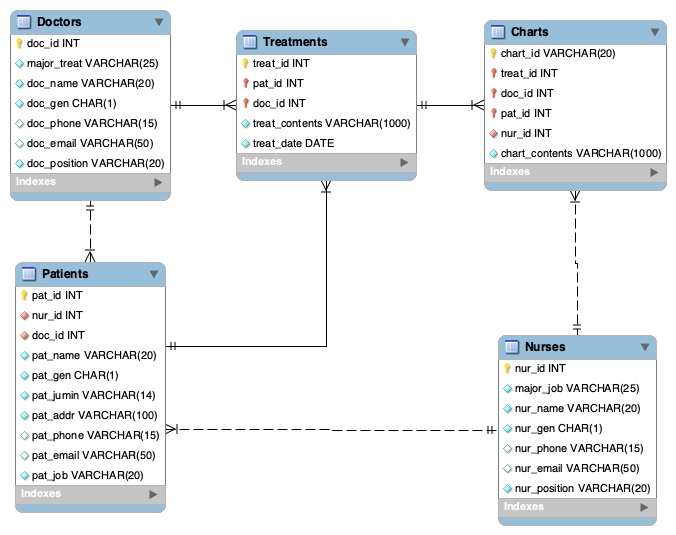 Doctors
doc_id INT
major_treat VARCHAR(25)
doc_name VARCHAR(20)
doc_gen CHAR(1)
doc_phone VARCHAR(15)
doc_email VARCHAR(50)
doc_position VARCHAR(20)
Indexes
Treatments
treat_id INT
pat_id INT
doc_id INT
treat_contents VARCHAR(1000)
treat_date DATE
Indexes
Charts
chart_id VARCHAR(20)
treat_id INT
doc_id INT
pat_id INT
nur_id INT
chart_contents VARCHAR(1000)
Indexes
Patients
pat_id INT
nur_id INT
doc_id INT
pat_name VARCHAR(20)
pat_gen CHAR(1)
pat_jumin VARCHAR(14)
pat_addr VARCHAR(100)
pat_phone VARCHAR(15)
pat_email VARCHAR(50)
pat_job VARCHAR(20)
Indexes
Nurses
nur_id INT
major_job VARCHAR(25)
nur_name VARCHAR(20)
nur_gen CHAR(1)
nur_phone VARCHAR(15)
nur_email VARCHAR(50)
nur_position VARCHAR(20)
Indexes